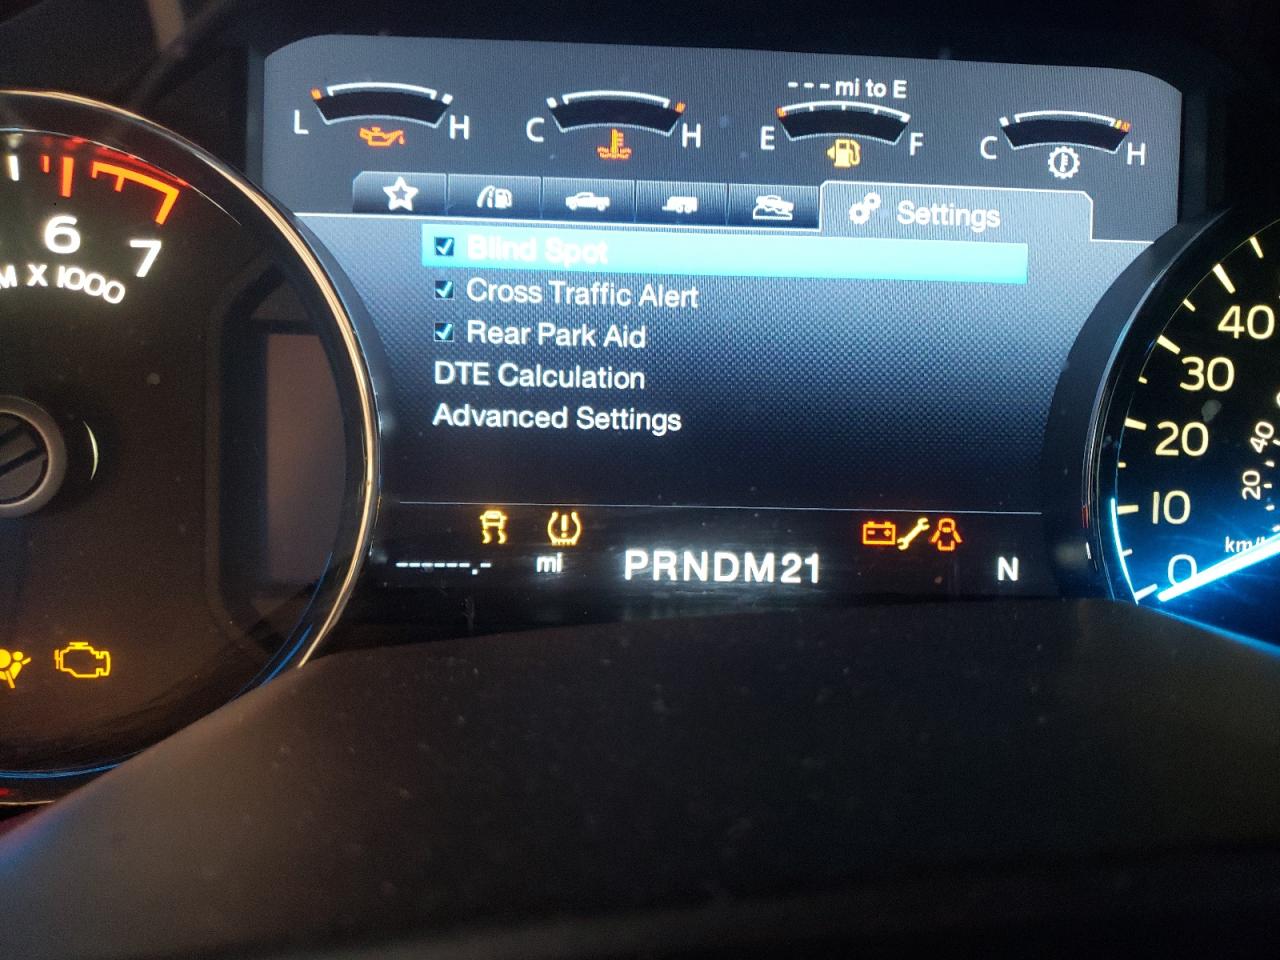 ---mi to E
L H C H E F C H
Settings
Blind Spot
Cross Traffic Alert
Rear Park Aid
DTE Calculation
Advanced Settings
------.- mi PRNDM21 N
6
7
M X 1000
40
30
20
10
0
40
20
km/